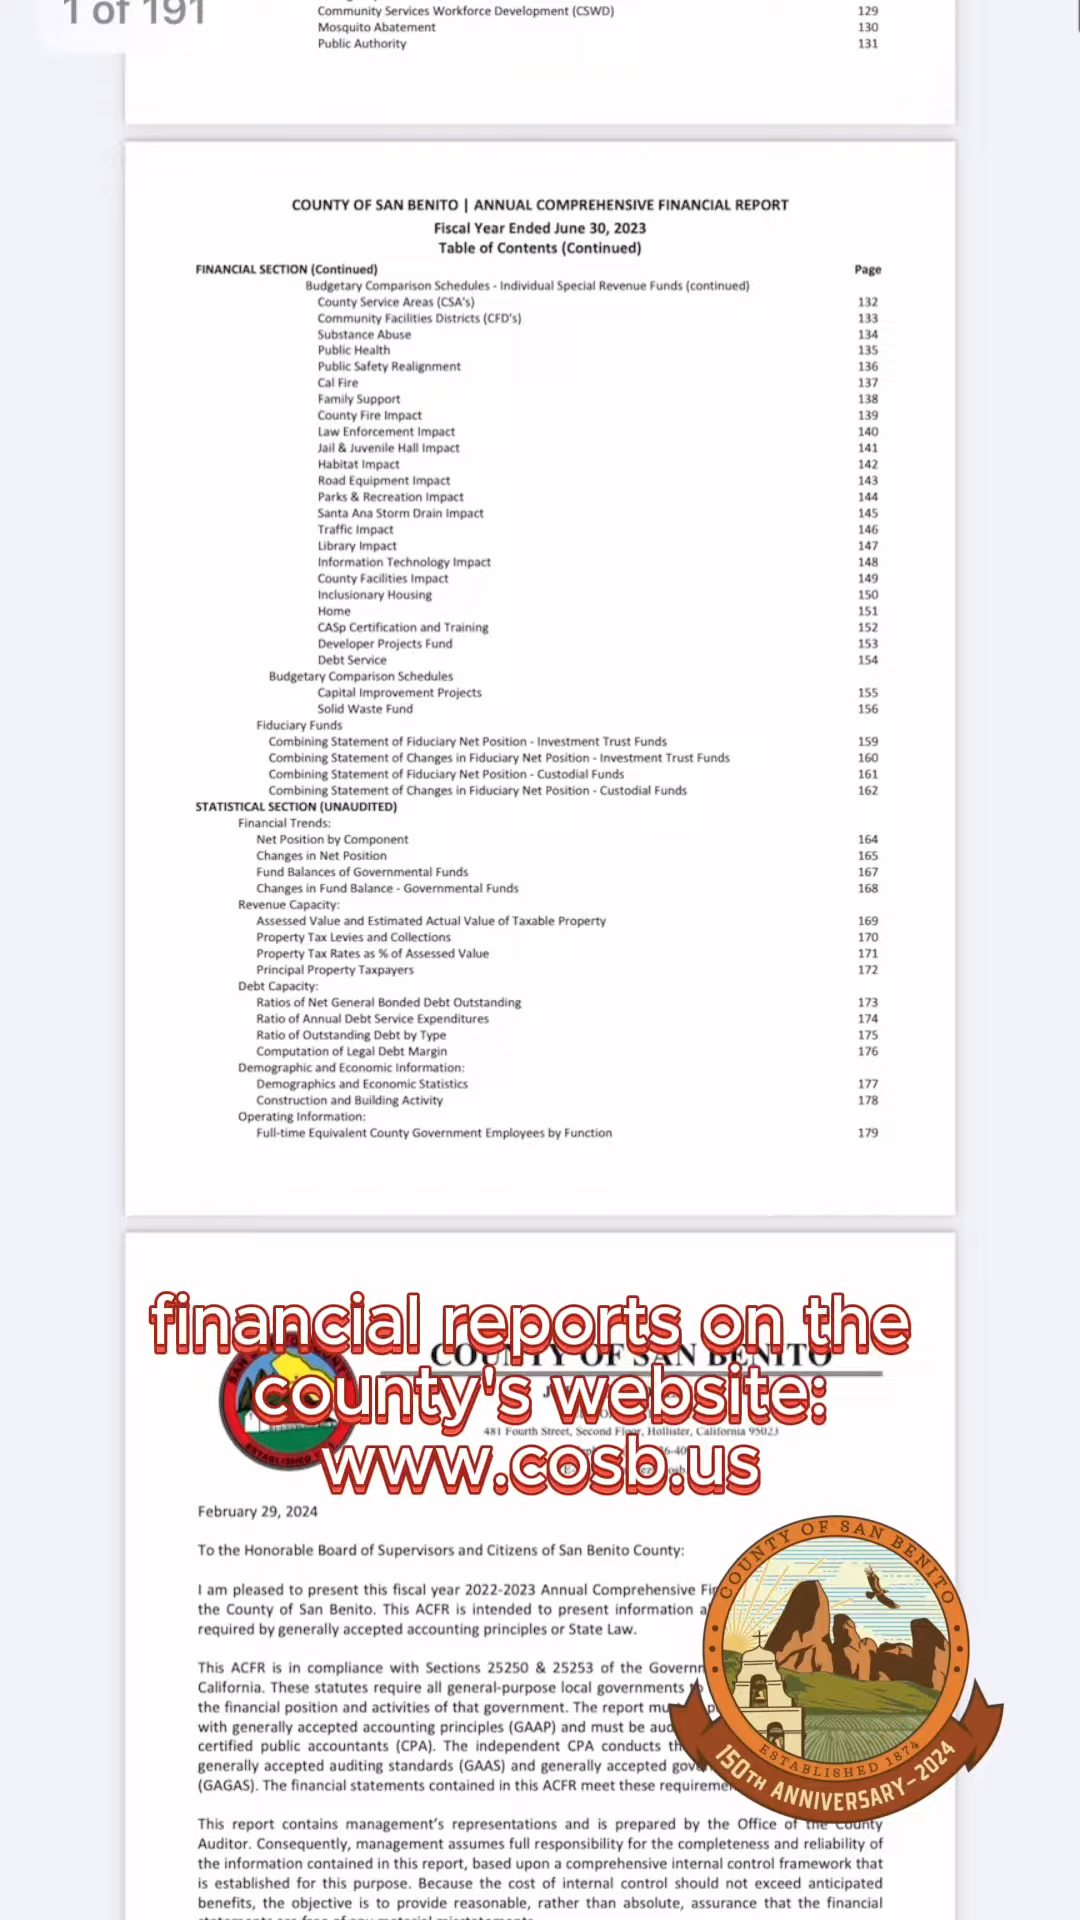 1 of 191
Community Services Workforce Development (CSWD) 129
Mosquito Abatement 130
Public Authority 131
COUNTY OF SAN BENITO | ANNUAL COMPREHENSIVE FINANCIAL REPORT
Fiscal Year Ended June 30, 2023
Table of Contents (Continued)
FINANCIAL SECTION (Continued) Page
Budgetary Comparison Schedules - Individual Special Revenue Funds (continued)
County Service Areas (CSA's) 132
Community Facilities Districts (CFD's) 133
Substance Abuse 134
Public Health 135
Public Safety Realignment 136
Cal Fire 137
Family Support 138
County Fire Impact 139
Law Enforcement Impact 140
Jail & Juvenile Hall Impact 141
Habitat Impact 142
Road Equipment Impact 143
Parks & Recreation Impact 144
Santa Ana Storm Drain Impact 145
Traffic Impact 146
Library Impact 147
Information Technology Impact 148
County Facilities Impact 149
Inclusionary Housing 150
Home 151
CASp Certification and Training 152
Developer Projects Fund 153
Debt Service 154
Budgetary Comparison Schedules
Capital Improvement Projects 155
Solid Waste Fund 156
Fiduciary Funds
Combining Statement of Fiduciary Net Position - Investment Trust Funds 159
Combining Statement of Changes in Fiduciary Net Position - Investment Trust Funds 160
Combining Statement of Fiduciary Net Position - Custodial Funds 161
Combining Statement of Changes in Fiduciary Net Position - Custodial Funds 162
STATISTICAL SECTION (UNAUDITED)
Financial Trends:
Net Position by Component 164
Changes in Net Position 165
Fund Balances of Governmental Funds 167
Changes in Fund Balance - Governmental Funds 168
Revenue Capacity:
Assessed Value and Estimated Actual Value of Taxable Property 169
Property Tax Levies and Collections 170
Property Tax Rates as % of Assessed Value 171
Principal Property Taxpayers 172
Debt Capacity:
Ratios of Net General Bonded Debt Outstanding 173
Ratio of Annual Debt Service Expenditures 174
Ratio of Outstanding Debt by Type 175
Computation of Legal Debt Margin 176
Demographic and Economic Information:
Demographics and Economic Statistics 177
Construction and Building Activity 178
Operating Information:
Full-time Equivalent County Government Employees by Function 179
financial reports on the
county's website:
www.cosb.us
COUNTY OF SAN BENITO
481 Fourth Street, Second Floor, Hollister, California 95023
February 29, 2024
To the Honorable Board of Supervisors and Citizens of San Benito County:
I am pleased to present this fiscal year 2022-2023 Annual Comprehensive
the County of San Benito. This ACFR is intended to present information
required by generally accepted accounting principles or State Law.
This ACFR is in compliance with Sections 25250 & 25253 of the
California. These statutes require all general-purpose local governments
the financial position and activities of that government. The report
with generally accepted accounting principles (GAAP) and must be
certified public accountants (CPA). The independent CPA conducts
generally accepted auditing standards (GAAS) and generally accepted
(GAGAS). The financial statements contained in this ACFR meet these
This report contains management's representations and is prepared by the Office of the County
Auditor. Consequently, management assumes full responsibility for the completeness and reliability of
the information contained in this report, based upon a comprehensive internal control framework that
is established for this purpose. Because the cost of internal control should not exceed anticipated
benefits, the objective is to provide reasonable, rather than absolute, assurance that the financial
COUNTY OF SAN BENITO
ESTABLISHED 1874
150TH ANNIVERSARY-2024